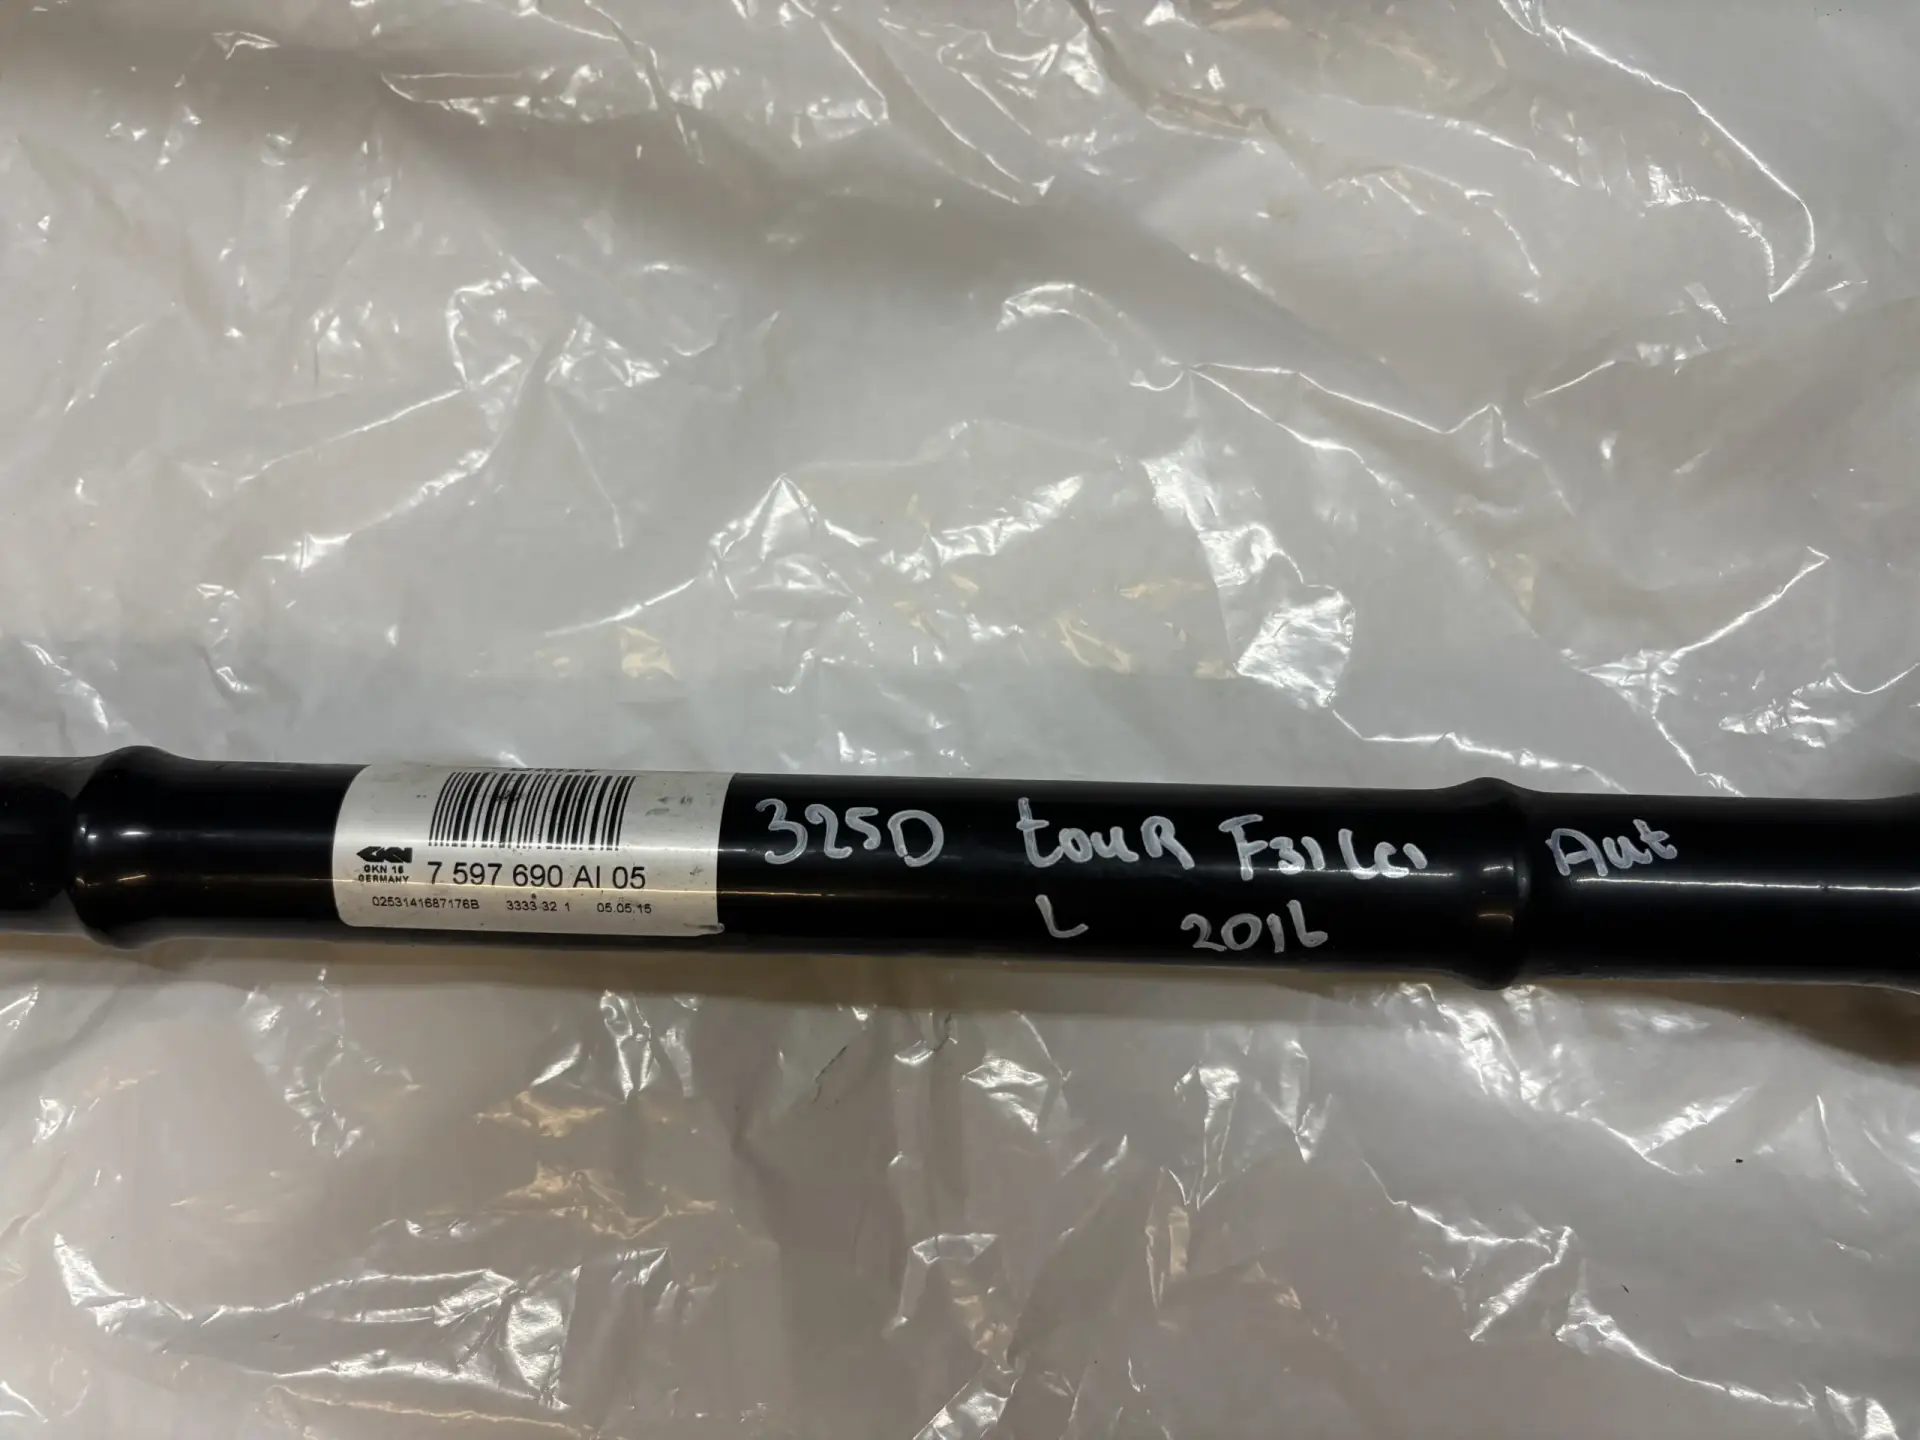 GKN
GKN 16
GERMANY
7 597 690 AI 05
0253141687176B 3333 32 1 05.05.15
325D tour F31 LCI Aut
L 2016